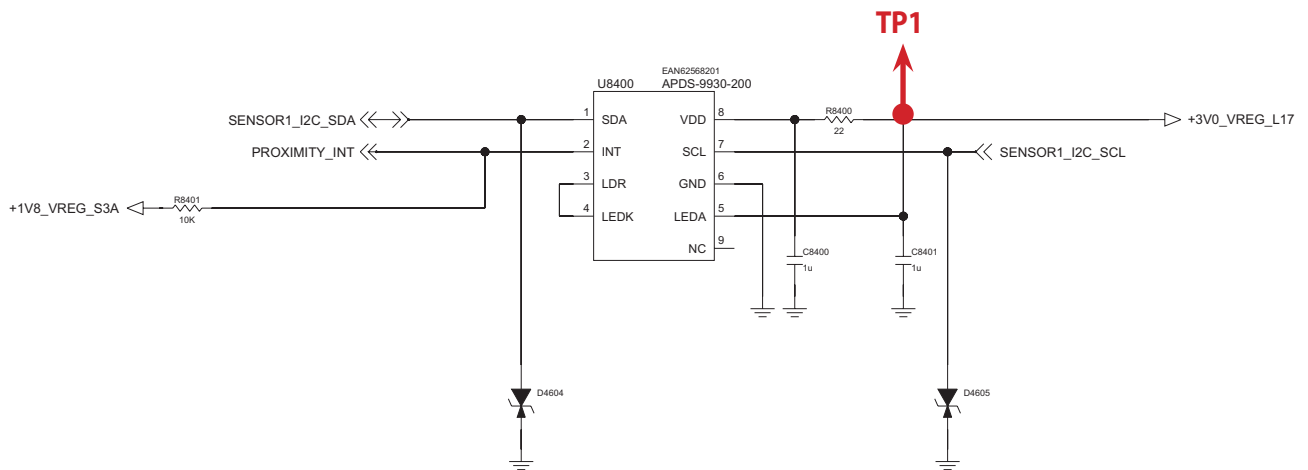 TP1
EAN62568201
U8400 APDS-9930-200
SENSOR1_I2C_SDA 1 SDA VDD 8 R8400 22 +3V0_VREG_L17
PROXIMITY_INT 2 INT SCL 7 SENSOR1_I2C_SCL
3 LDR GND 6
+1V8_VREG_S3A R8401 10K 4 LEDK LEDA 5
NC 9
C8400 1u C8401 1u
D4604 D4605